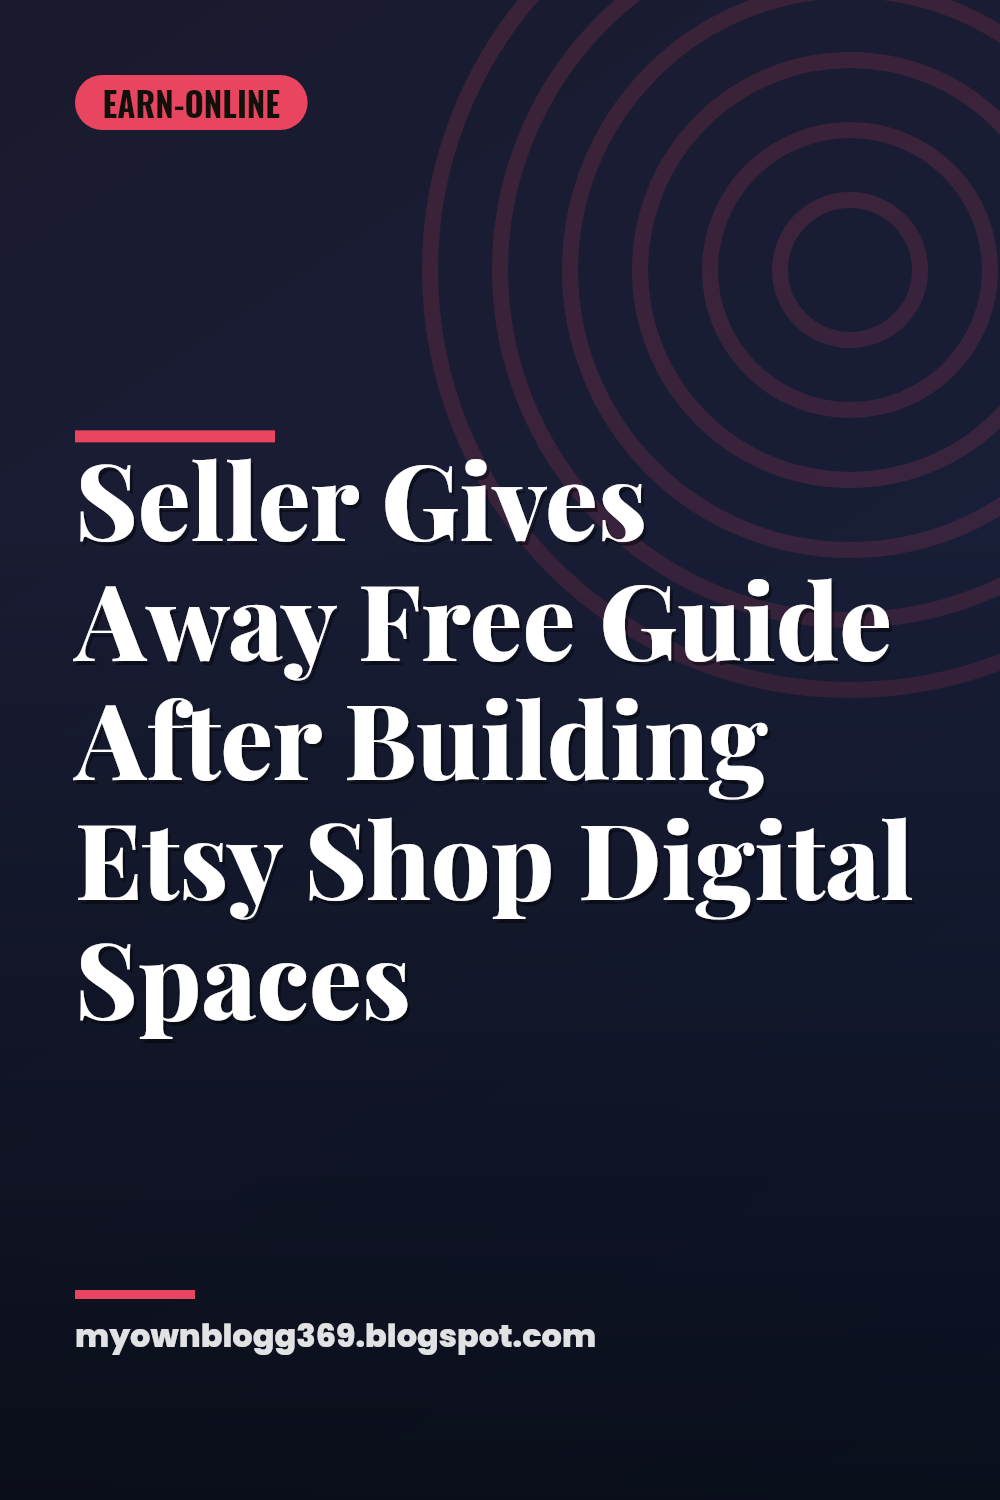 EARN-ONLINE
Seller Gives
Away Free Guide
After Building
Etsy Shop Digital
Spaces
myownblogg369.blogspot.com